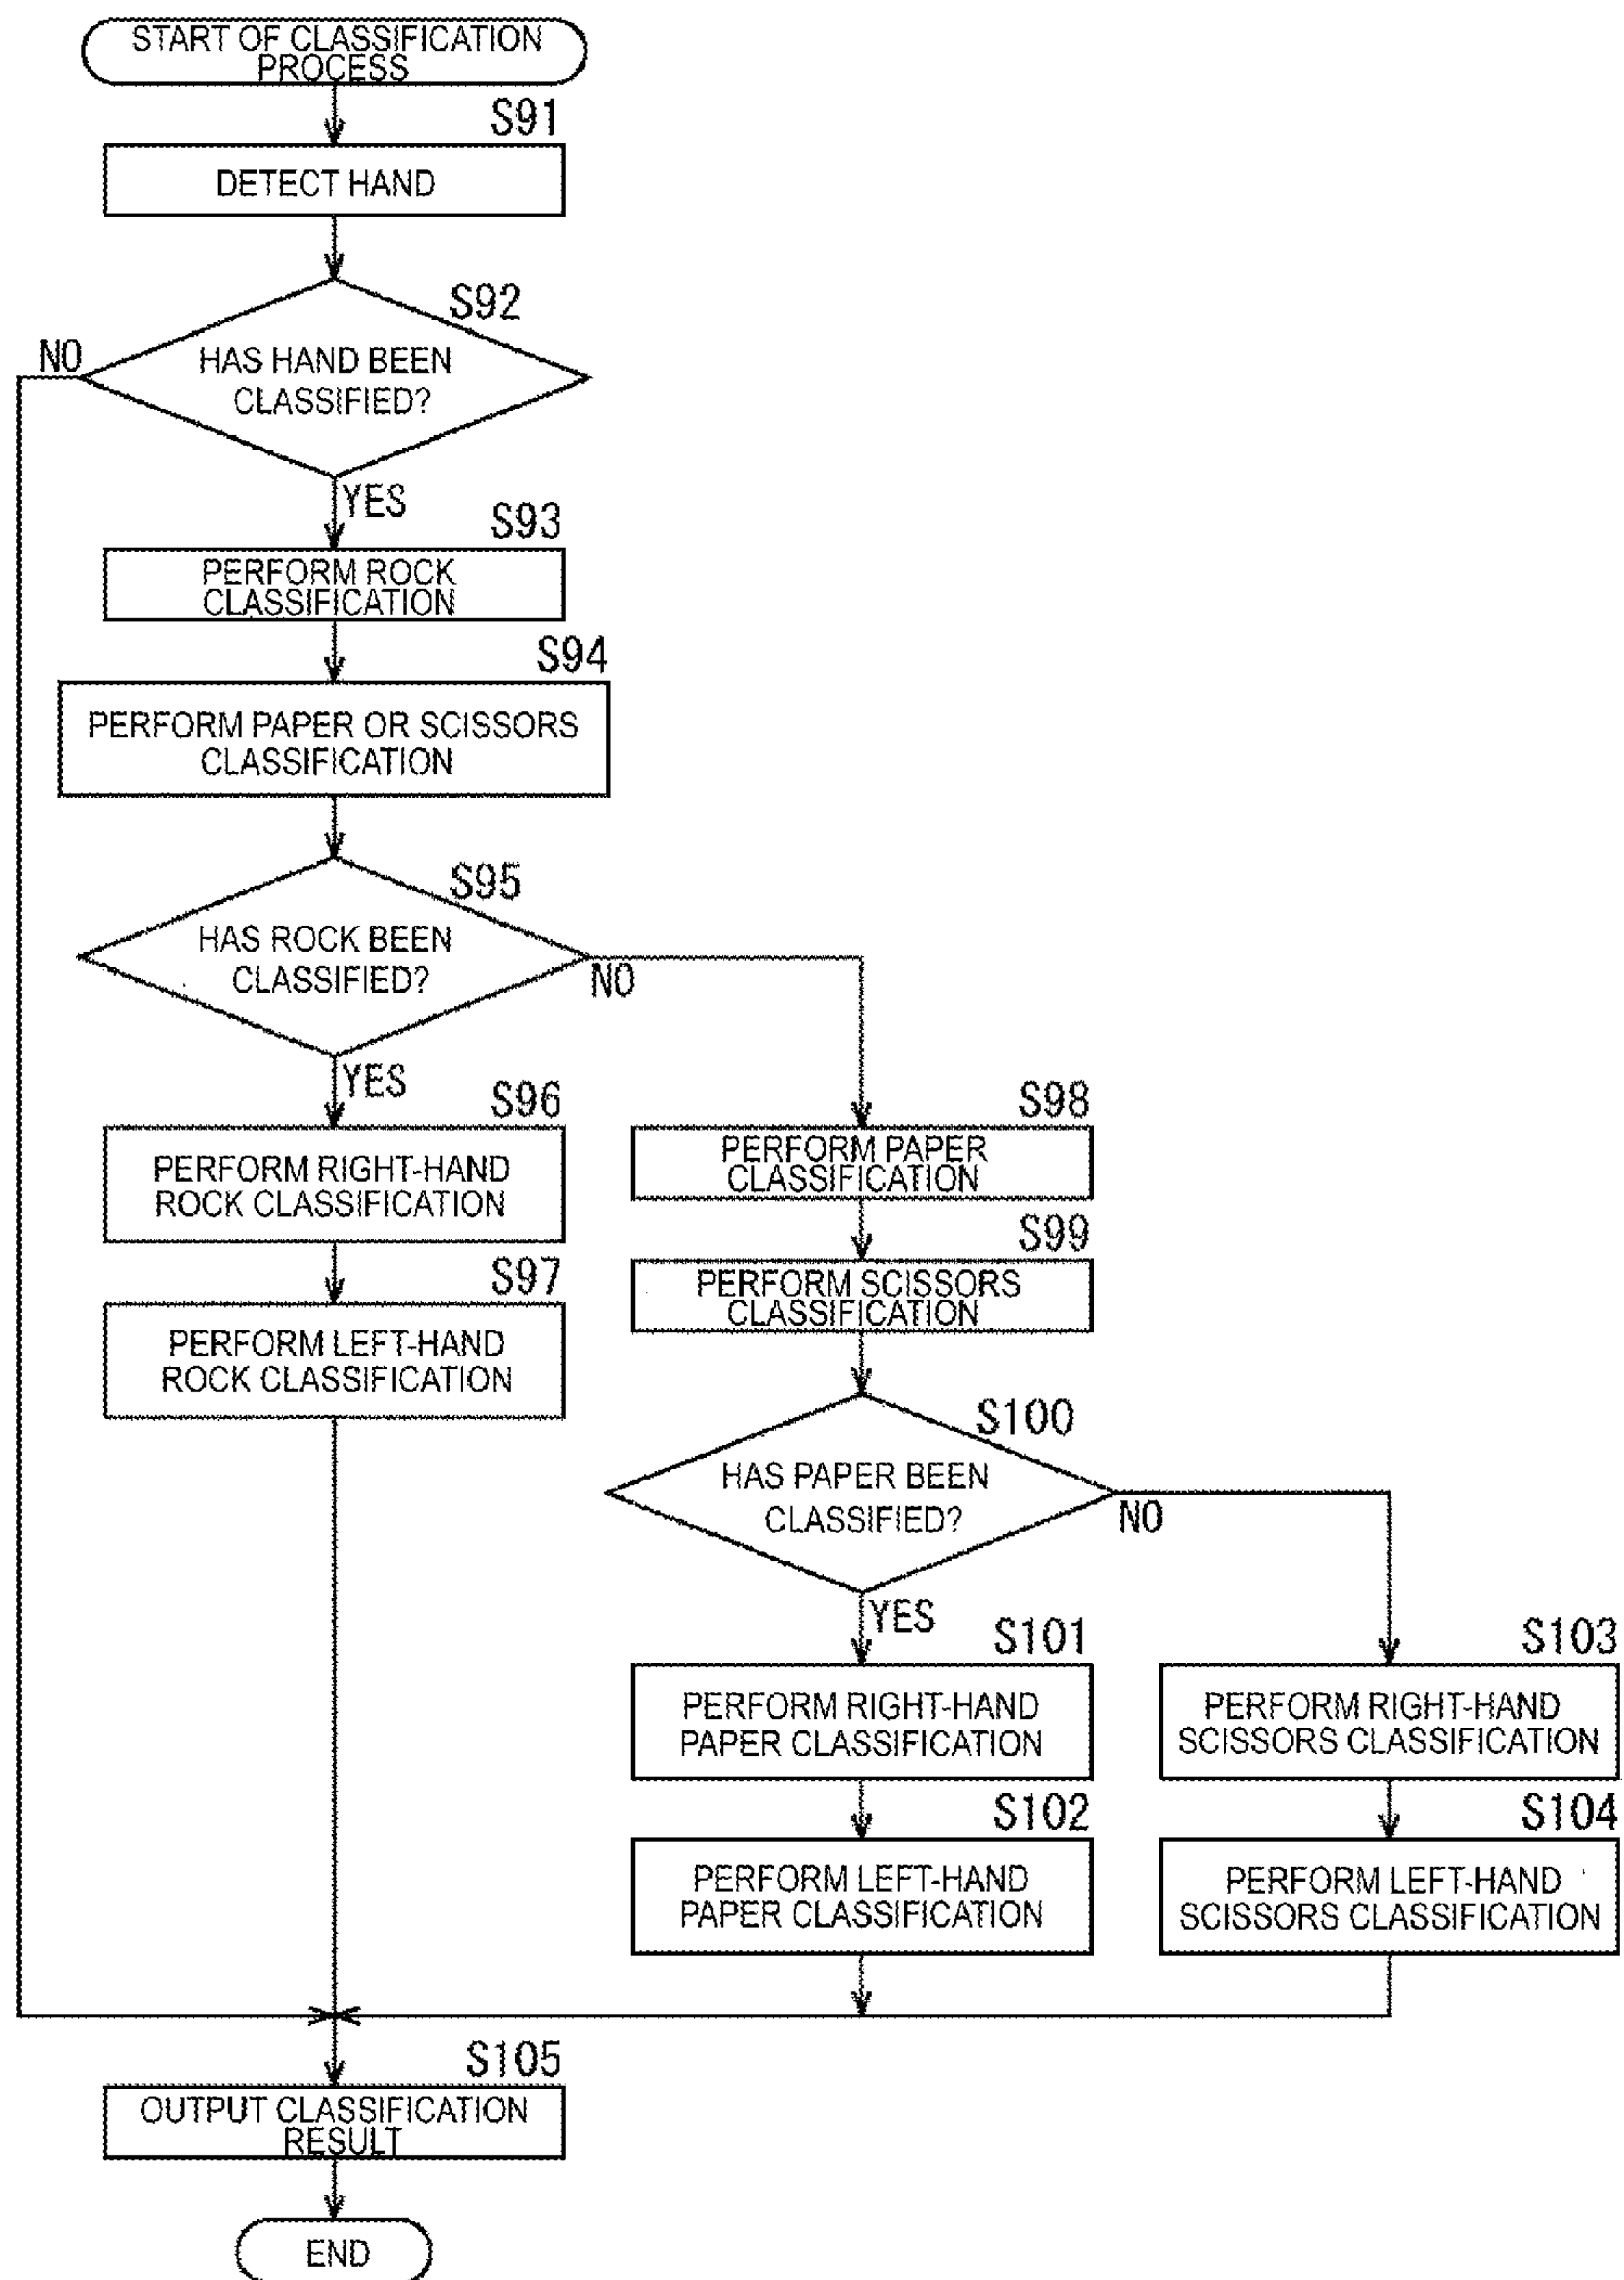 START OF CLASSIFICATION
PROCESS
S91
DETECT HAND
S92
NO
HAS HAND BEEN
CLASSIFIED?
YES
S93
PERFORM ROCK
CLASSIFICATION
S94
PERFORM PAPER OR SCISSORS
CLASSIFICATION
S95
HAS ROCK BEEN
CLASSIFIED?
NO
YES
S96
PERFORM RIGHT-HAND
ROCK CLASSIFICATION
S97
PERFORM LEFT-HAND
ROCK CLASSIFICATION
S98
PERFORM PAPER
CLASSIFICATION
S99
PERFORM SCISSORS
CLASSIFICATION
S100
HAS PAPER BEEN
CLASSIFIED?
NO
YES
S101
PERFORM RIGHT-HAND
PAPER CLASSIFICATION
S102
PERFORM LEFT-HAND
PAPER CLASSIFICATION
S103
PERFORM RIGHT-HAND
SCISSORS CLASSIFICATION
S104
PERFORM LEFT-HAND
SCISSORS CLASSIFICATION
S105
OUTPUT CLASSIFICATION
RESULT
END